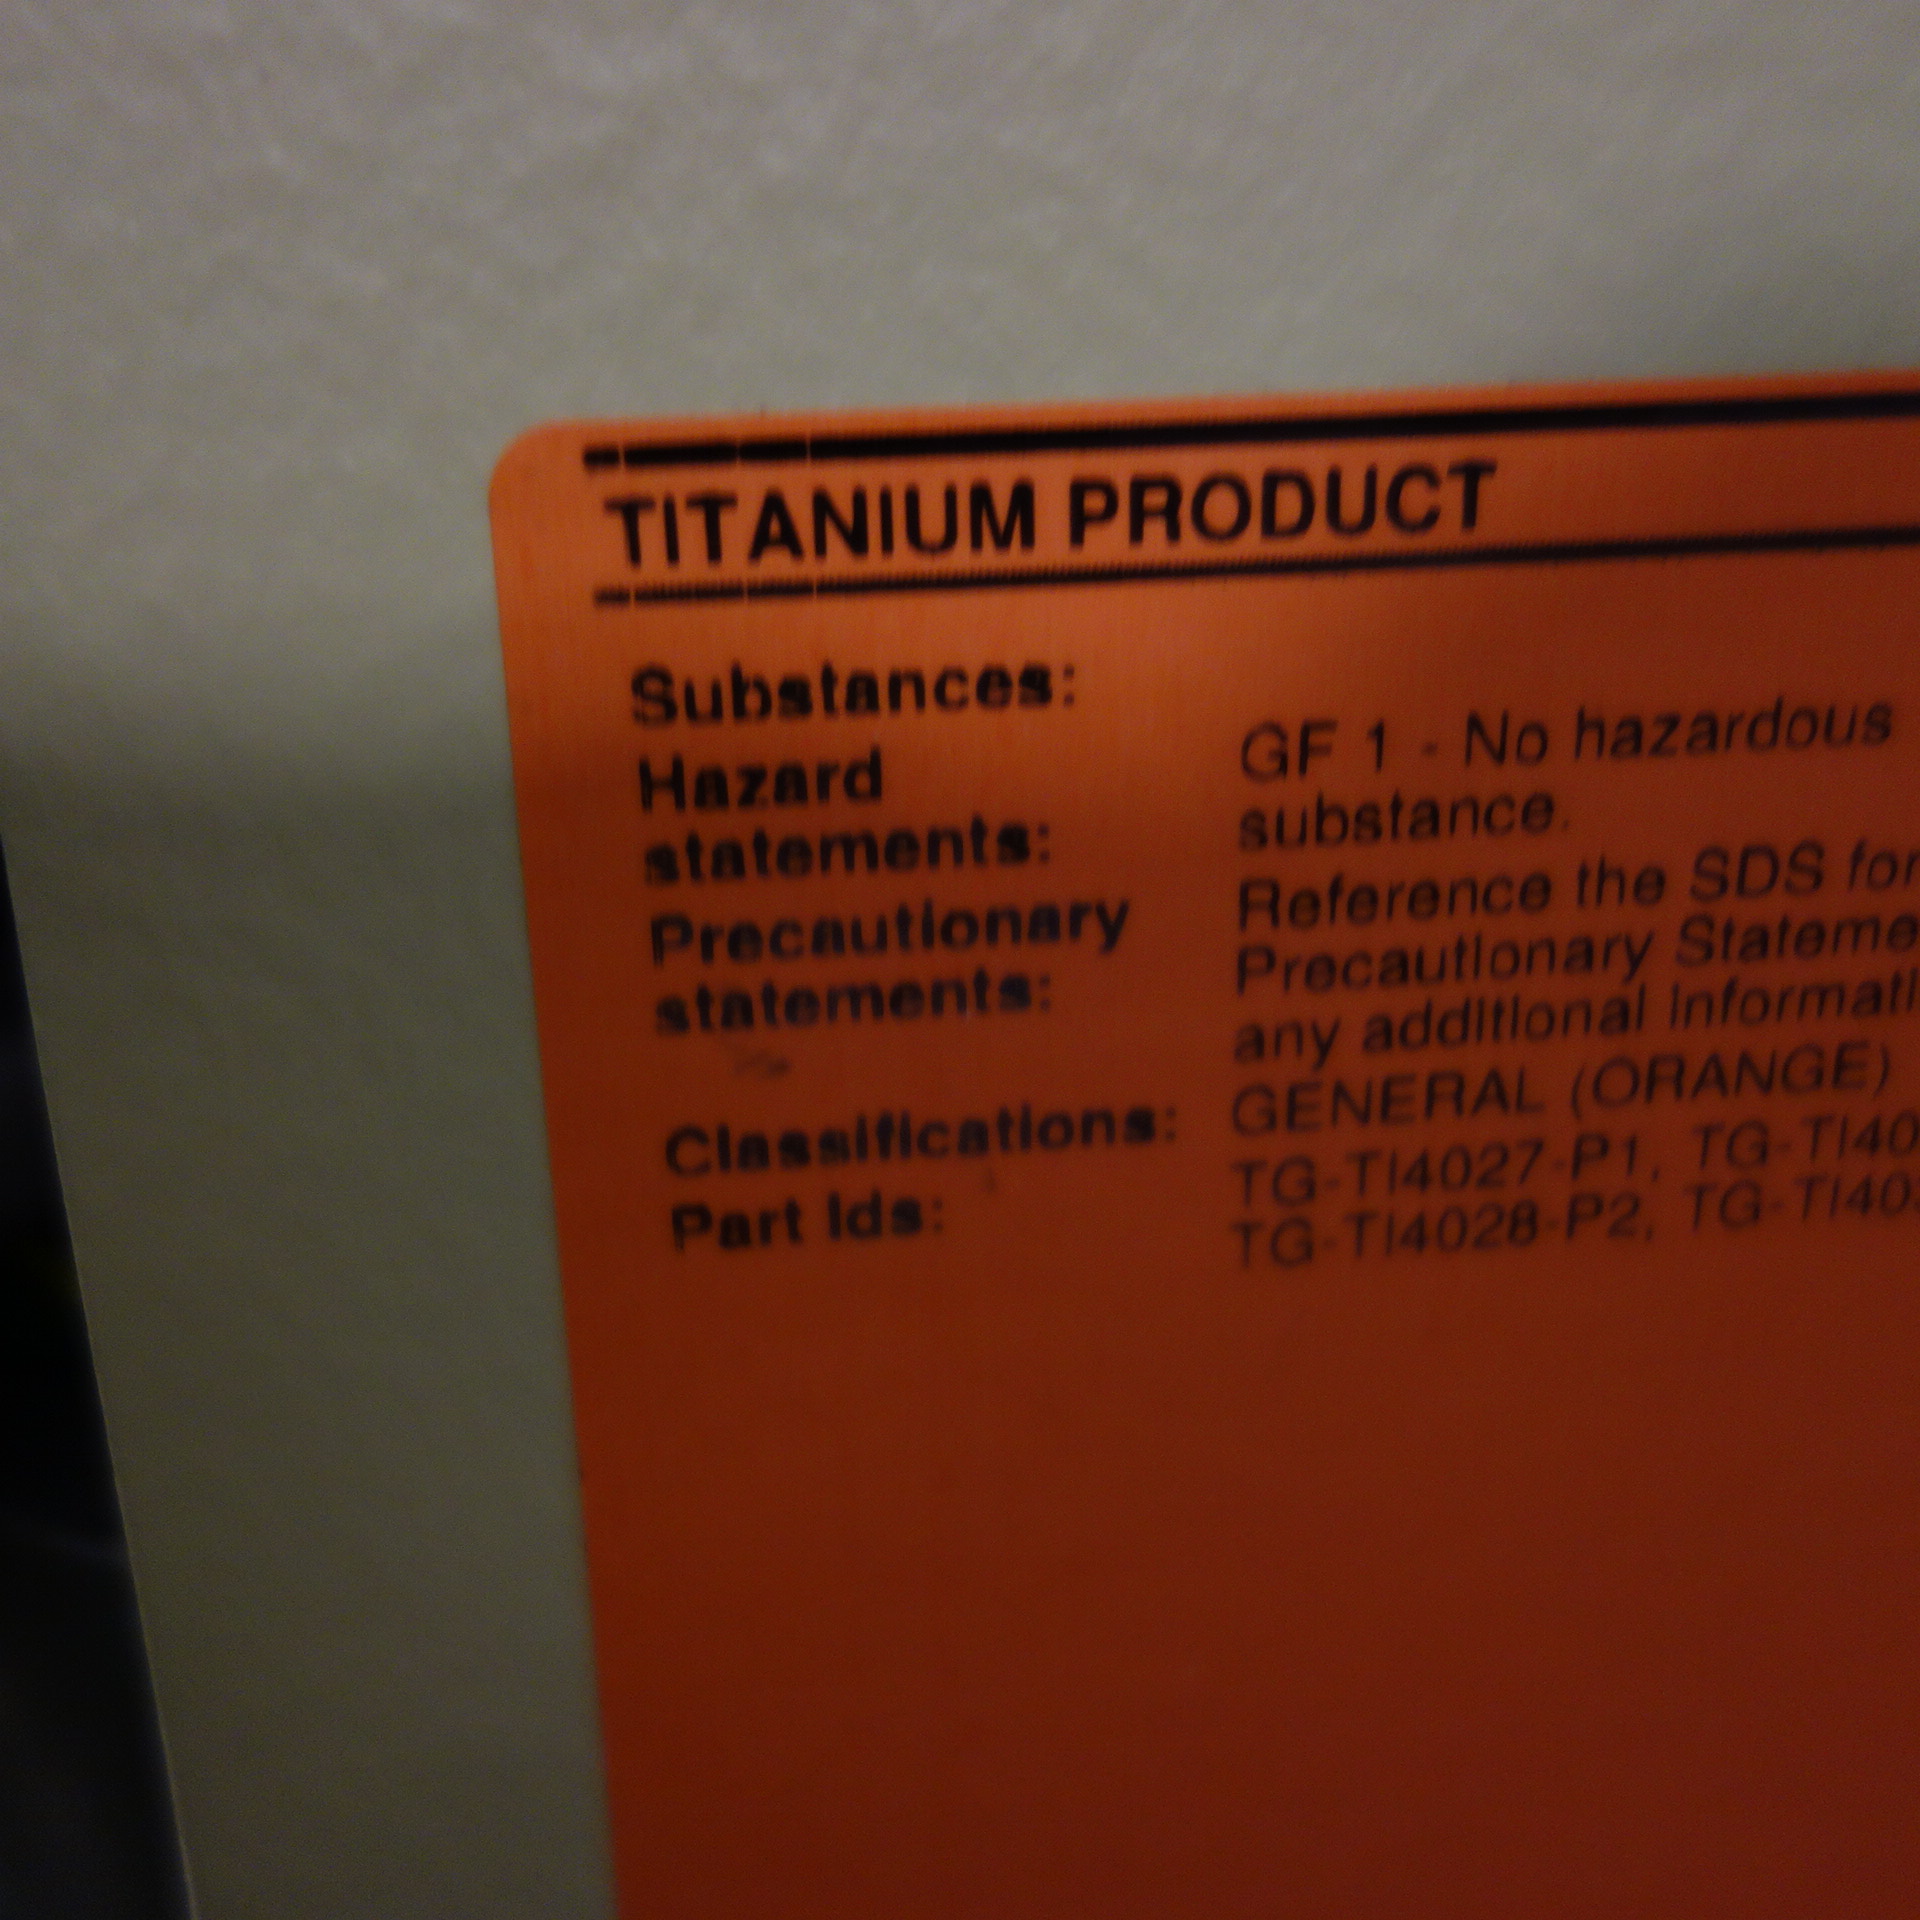 TITANIUM PRODUCT
Substances:
Hazard
statements:
GF 1 - No hazardous
substance.
Precautionary
statements:
Reference the SDS for
Precautionary
any additional
Classifications:
GENERAL (ORANGE)
Part Ids:
TG-TI4027-P1,
TG-TI4028-P2,